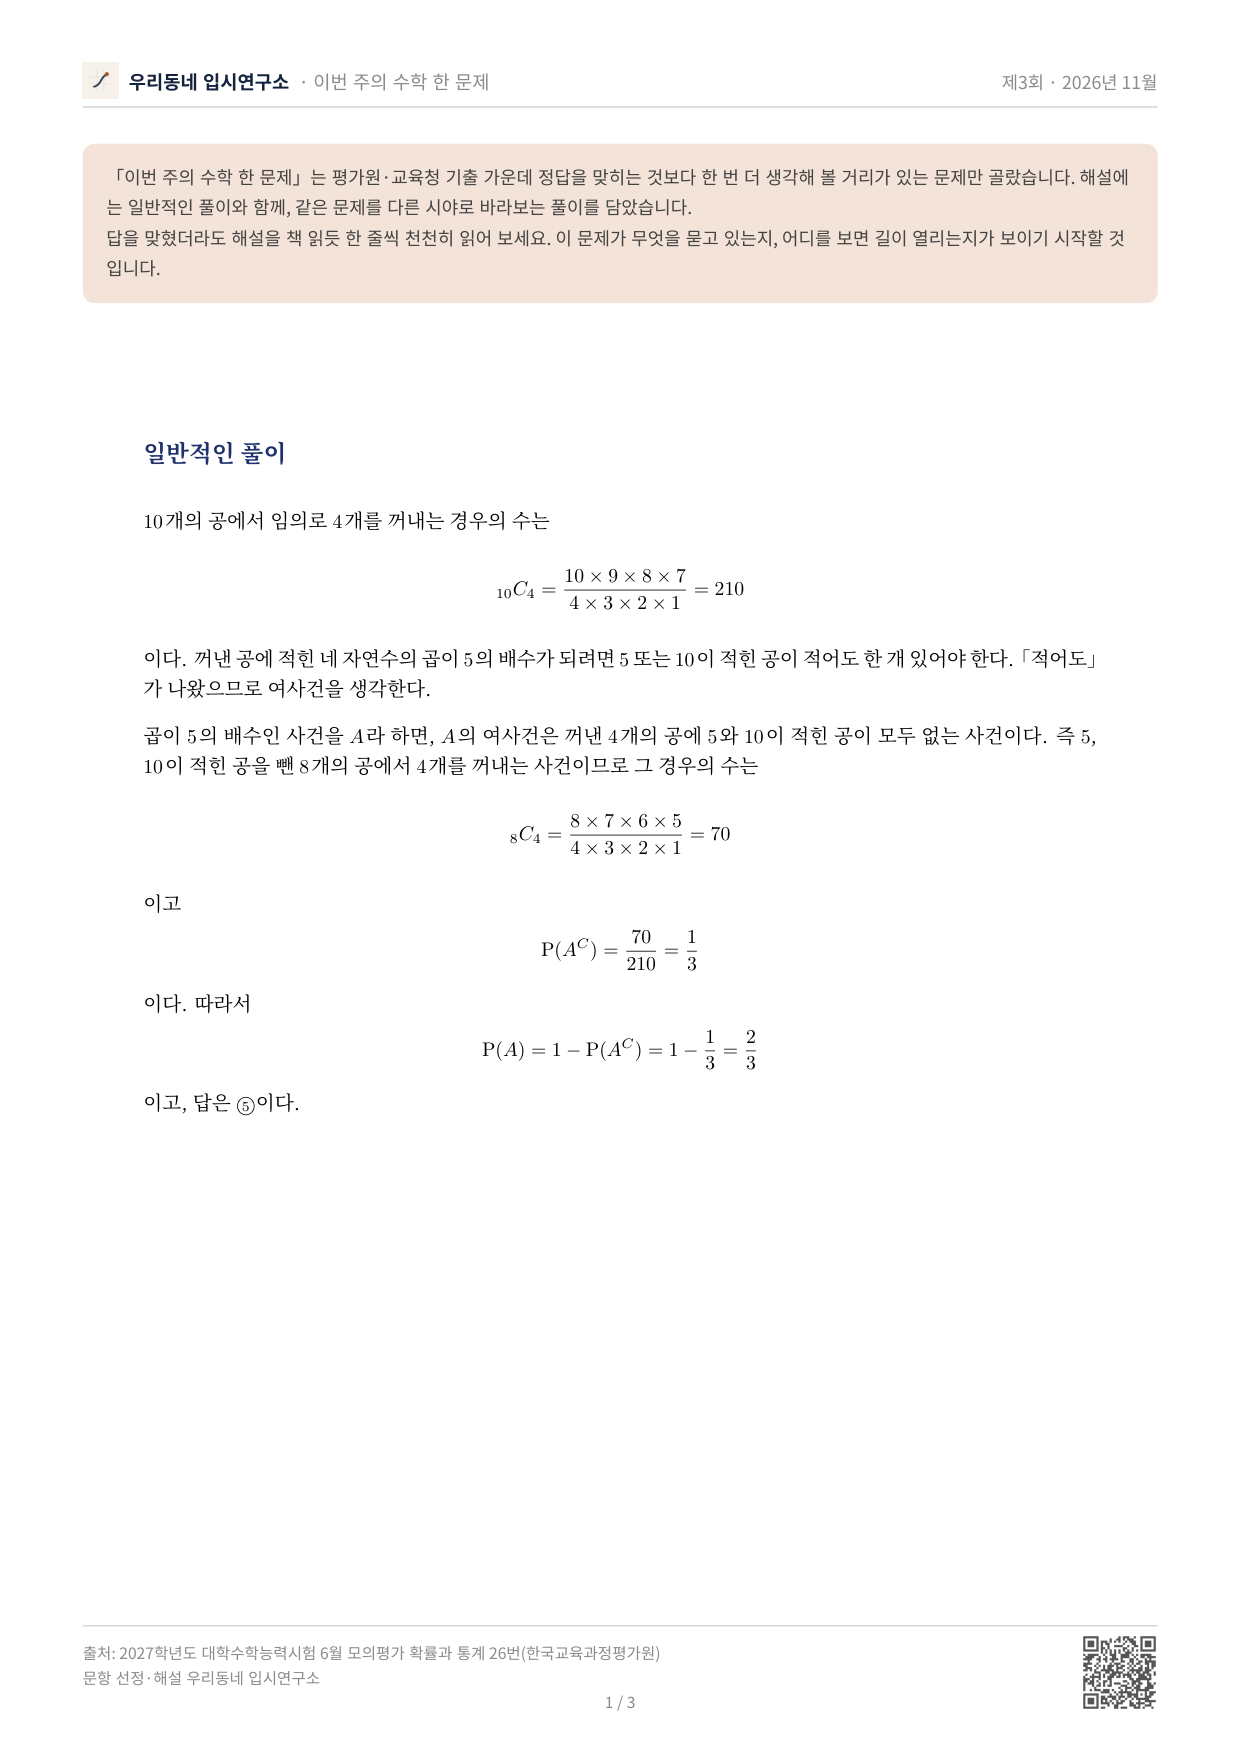 우리동네 입시연구소 · 이번 주의 수학 한 문제
제3회 · 2026년 11월
「이번 주의 수학 한 문제」는 평가원·교육청 기출 가운데 정답을 맞히는 것보다 한 번 더 생각해 볼 거리가 있는 문제만 골랐습니다. 해설에
는 일반적인 풀이와 함께, 같은 문제를 다른 시야로 바라보는 풀이를 담았습니다.
답을 맞혔더라도 해설을 책 읽듯 한 줄씩 천천히 읽어 보세요. 이 문제가 무엇을 묻고 있는지, 어디를 보면 길이 열리는지가 보이기 시작할 것
입니다.
일반적인 풀이
10개의 공에서 임의로 4개를 꺼내는 경우의 수는
₁₀C₄ = (10 × 9 × 8 × 7)/(4 × 3 × 2 × 1) = 210
이다. 꺼낸 공에 적힌 네 자연수의 곱이 5의 배수가 되려면 5 또는 10이 적힌 공이 적어도 한 개 있어야 한다. 「적어도」
가 나왔으므로 여사건을 생각한다.
곱이 5의 배수인 사건을 A라 하면, A의 여사건은 꺼낸 4개의 공에 5와 10이 적힌 공이 모두 없는 사건이다. 즉 5,
10이 적힌 공을 뺀 8개의 공에서 4개를 꺼내는 사건이므로 그 경우의 수는
₈C₄ = (8 × 7 × 6 × 5)/(4 × 3 × 2 × 1) = 70
이고
P(A^C) = 70/210 = 1/3
이다. 따라서
P(A) = 1 − P(A^C) = 1 − 1/3 = 2/3
이고, 답은 ⑤이다.
출처: 2027학년도 대학수학능력시험 6월 모의평가 확률과 통계 26번(한국교육과정평가원)
문항 선정·해설 우리동네 입시연구소
1 / 3